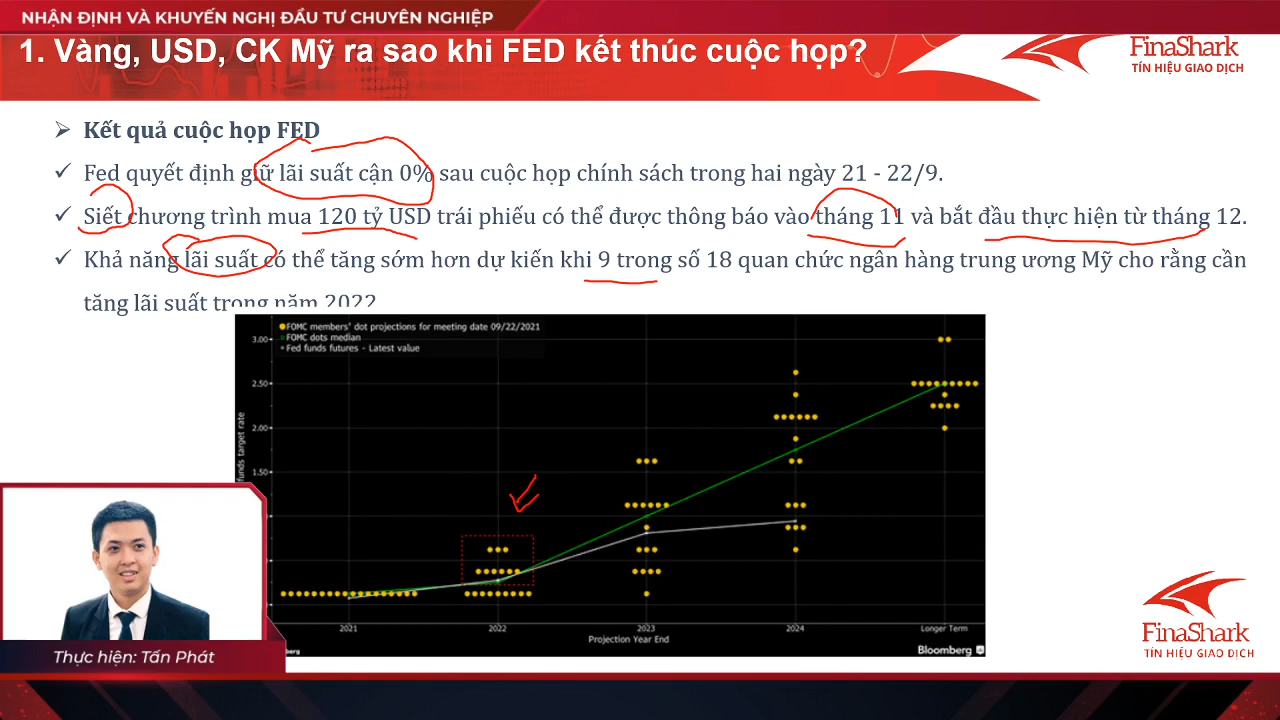 NHẬN ĐỊNH VÀ KHUYẾN NGHỊ ĐẦU TƯ CHUYÊN NGHIỆP
1. Vàng, USD, CK Mỹ ra sao khi FED kết thúc cuộc họp?
FinaShark
TÍN HIỆU GIAO DỊCH
Kết quả cuộc họp FED
Fed quyết định giữ lãi suất cận 0% sau cuộc họp chính sách trong hai ngày 21 - 22/9.
Siết chương trình mua 120 tỷ USD trái phiếu có thể được thông báo vào tháng 11 và bắt đầu thực hiện từ tháng 12.
Khả năng lãi suất có thể tăng sớm hơn dự kiến khi 9 trong số 18 quan chức ngân hàng trung ương Mỹ cho rằng cần
tăng lãi suất trong năm 2022
FOMC members' dot projections for meeting date 09/22/2021
FOMC dots median
Fed funds futures - Latest value
3.00
2.50
2.00
1.50
funds target rate
2021 2022 2023 2024 Longer Term
Projection Year End
Bloomberg
Thực hiện: Tấn Phát
FinaShark
TÍN HIỆU GIAO DỊCH